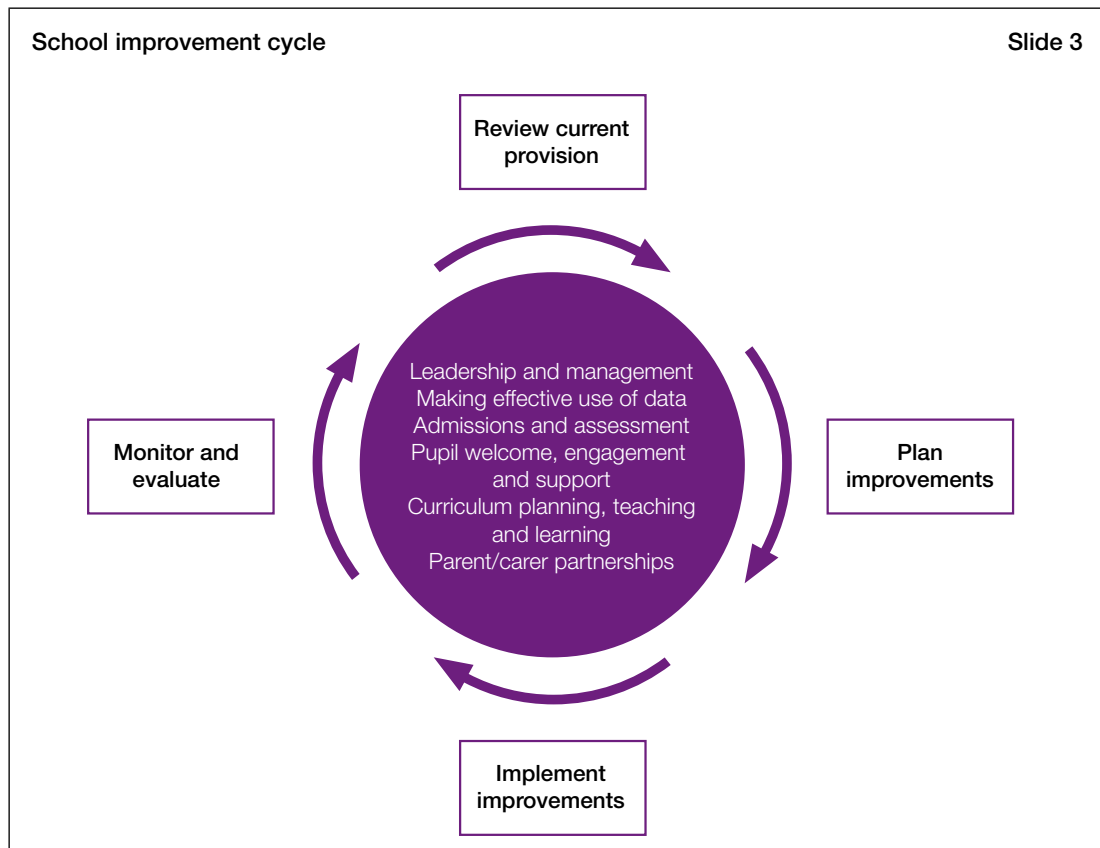 School improvement cycle
Slide 3
Review current
provision
Leadership and management
Making effective use of data
Admissions and assessment
Pupil welcome, engagement
and support
Curriculum planning, teaching
and learning
Parent/carer partnerships
Monitor and
evaluate
Plan
improvements
Implement
improvements